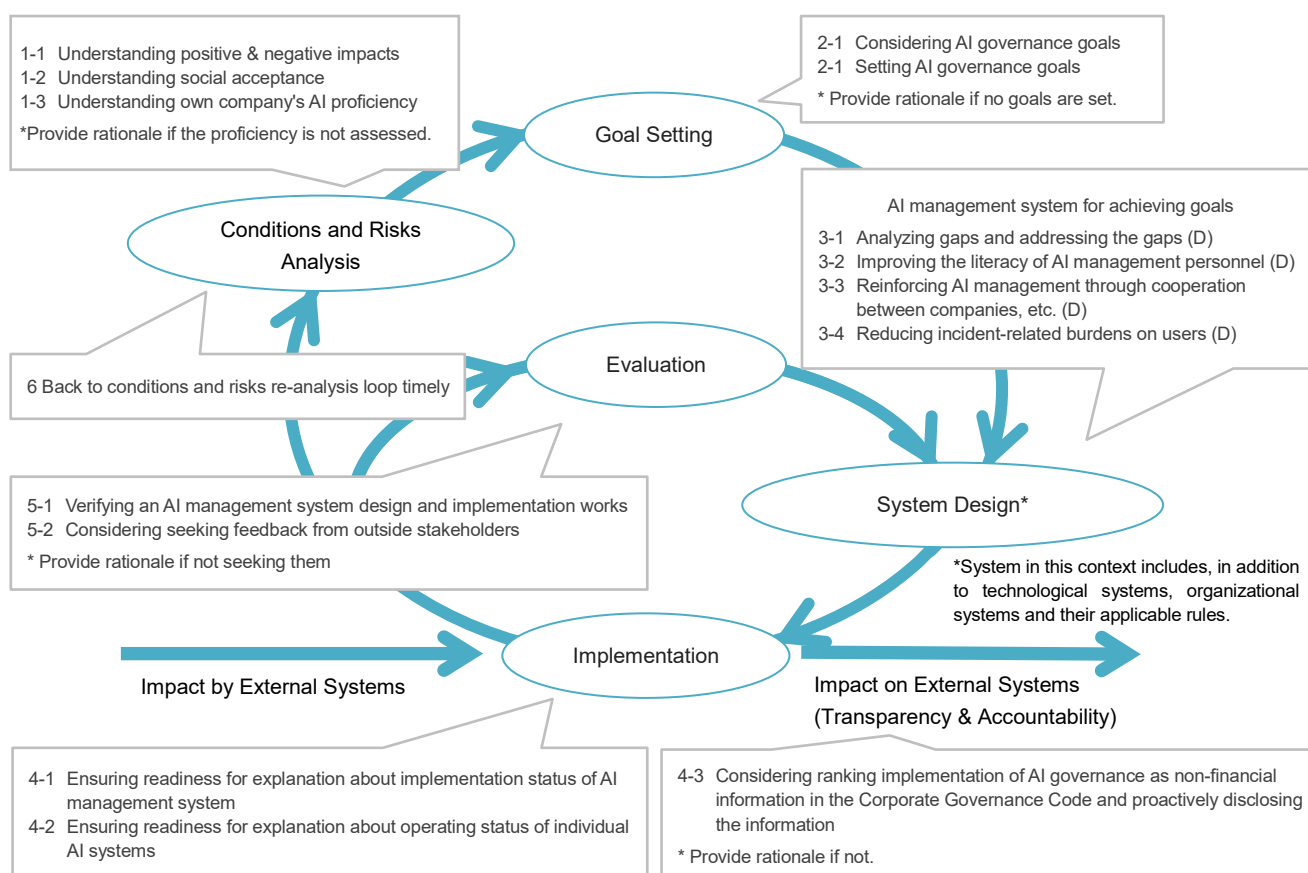 1-1 Understanding positive & negative impacts
1-2 Understanding social acceptance
1-3 Understanding own company's AI proficiency
*Provide rationale if the proficiency is not assessed.
2-1 Considering AI governance goals
2-1 Setting AI governance goals
* Provide rationale if no goals are set.
Goal Setting
Conditions and Risks
Analysis
AI management system for achieving goals
3-1 Analyzing gaps and addressing the gaps (D)
3-2 Improving the literacy of AI management personnel (D)
3-3 Reinforcing AI management through cooperation
between companies, etc. (D)
3-4 Reducing incident-related burdens on users (D)
Evaluation
6 Back to conditions and risks re-analysis loop timely
5-1 Verifying an AI management system design and implementation works
5-2 Considering seeking feedback from outside stakeholders
* Provide rationale if not seeking them
System Design*
*System in this context includes, in addition
to technological systems, organizational
systems and their applicable rules.
Implementation
Impact by External Systems
Impact on External Systems
(Transparency & Accountability)
4-1 Ensuring readiness for explanation about implementation status of AI
management system
4-2 Ensuring readiness for explanation about operating status of individual
AI systems
4-3 Considering ranking implementation of AI governance as non-financial
information in the Corporate Governance Code and proactively disclosing
the information
* Provide rationale if not.